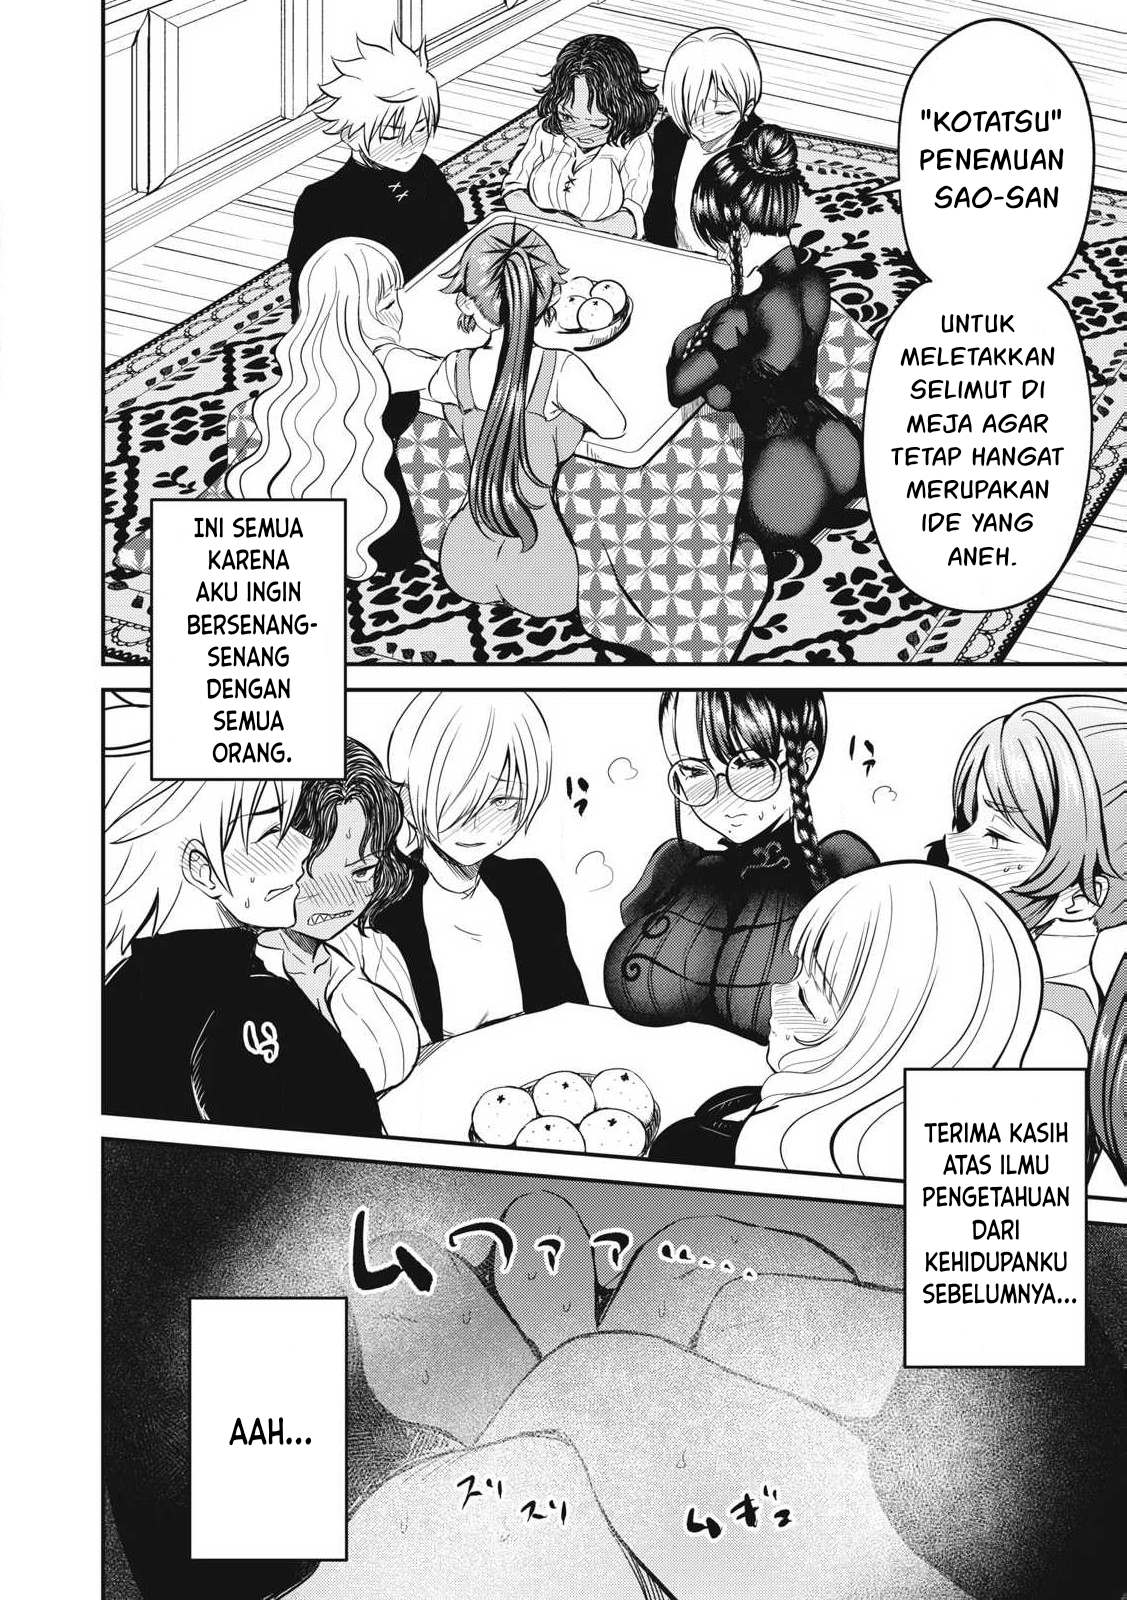 "KOTATSU"
PENEMUAN
SAO-SAN
UNTUK
MELETAKKAN
SELIMUT DI
MEJA AGAR
TETAP HANGAT
MERUPAKAN
IDE YANG
ANEH.
INI SEMUA
KARENA
AKU INGIN
BERSENANG-
SENANG
DENGAN
SEMUA
ORANG.
TERIMA KASIH
ATAS ILMU
PENGETAHUAN
DARI
KEHIDUPANKU
SEBELUMNYA...
ムファァ……
AAH...
ズリ
ズリ
ムギュ